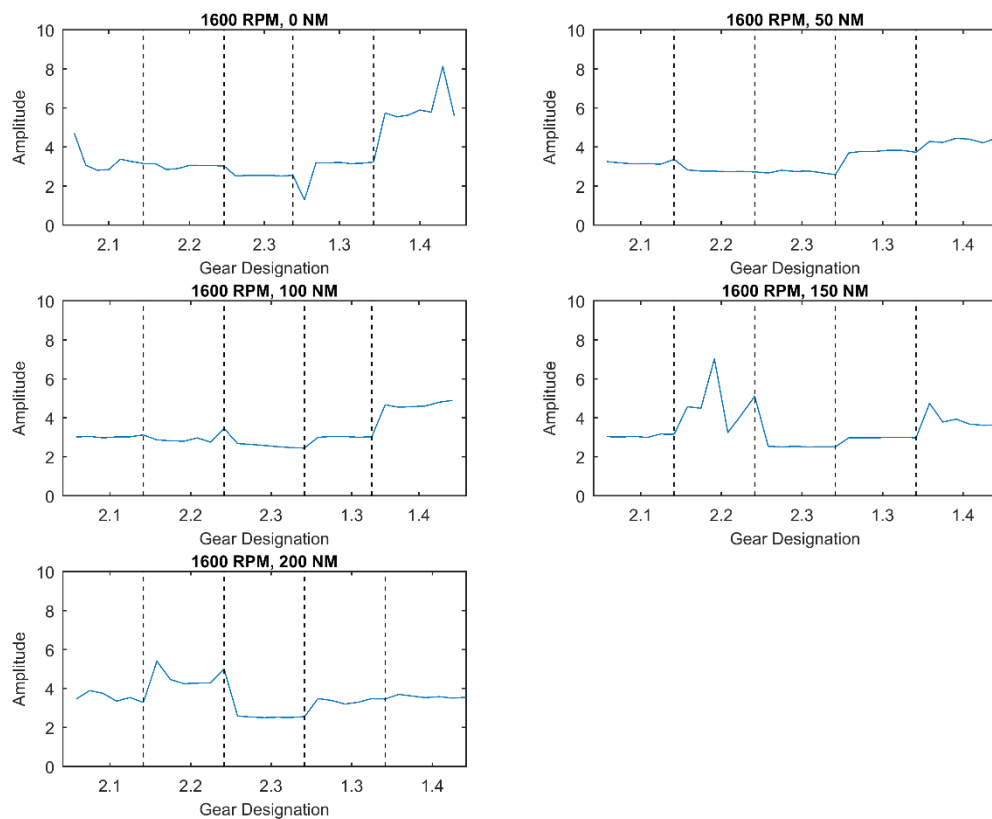 1600 RPM, 0 NM
10
8
6
4
2
0
Amplitude
2.1 2.2 2.3 1.3 1.4
Gear Designation
1600 RPM, 50 NM
10
8
6
4
2
0
Amplitude
2.1 2.2 2.3 1.3 1.4
Gear Designation
1600 RPM, 100 NM
10
8
6
4
2
0
Amplitude
2.1 2.2 2.3 1.3 1.4
Gear Designation
1600 RPM, 150 NM
10
8
6
4
2
0
Amplitude
2.1 2.2 2.3 1.3 1.4
Gear Designation
1600 RPM, 200 NM
10
8
6
4
2
0
Amplitude
2.1 2.2 2.3 1.3 1.4
Gear Designation